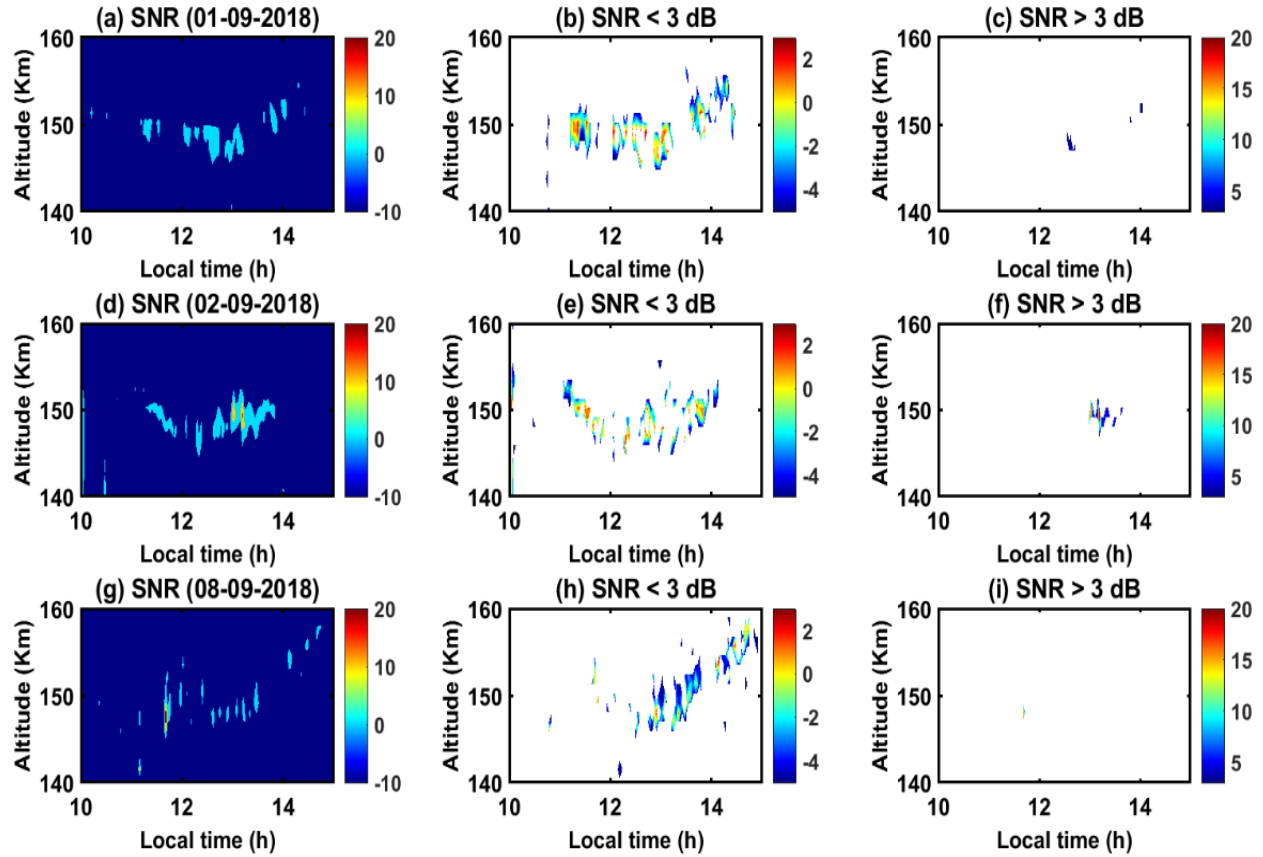 (a) SNR (01-09-2018) (b) SNR < 3 dB (c) SNR > 3 dB
160 20 160 160 20
2
10 0 15
150 150 150
-2 10
0
-4 5
140 -10 140 140
10 12 14 10 12 14 10 12 14
Altitude (Km) Altitude (Km) Altitude (Km)
Local time (h) Local time (h) Local time (h)
(d) SNR (02-09-2018) (e) SNR < 3 dB (f) SNR > 3 dB
160 20 160 160 20
2
10 0 15
150 150 150
-2 10
0
-4 5
140 -10 140 140
10 12 14 10 12 14 10 12 14
Altitude (Km) Altitude (Km) Altitude (Km)
Local time (h) Local time (h) Local time (h)
(g) SNR (08-09-2018) (h) SNR < 3 dB (i) SNR > 3 dB
160 20 160 160 20
2
10 0 15
150 150 150
-2 10
0
-4 5
140 -10 140 140
10 12 14 10 12 14 10 12 14
Altitude (Km) Altitude (Km) Altitude (Km)
Local time (h) Local time (h) Local time (h)